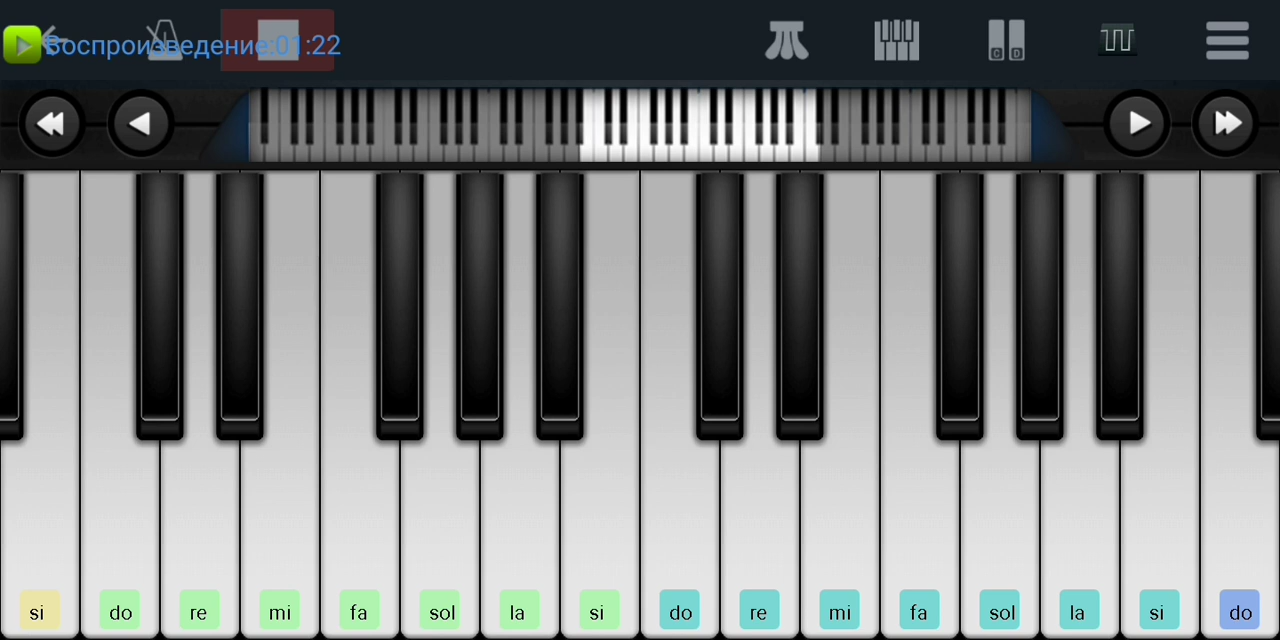 Воспроизведение:01:22
C D
si do re mi fa sol la si do re mi fa sol la si do